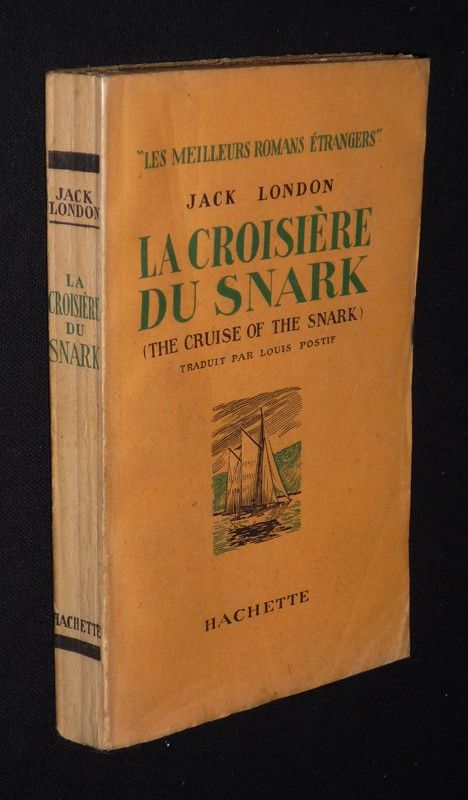 JACK
LONDON
LA
CROISIÈRE
DU
SNARK
HACHETTE
"LES MEILLEURS ROMANS ÉTRANGERS"
JACK LONDON
LA CROISIÈRE
DU SNARK
(THE CRUISE OF THE SNARK)
TRADUIT PAR LOUIS POSTIF
HACHETTE